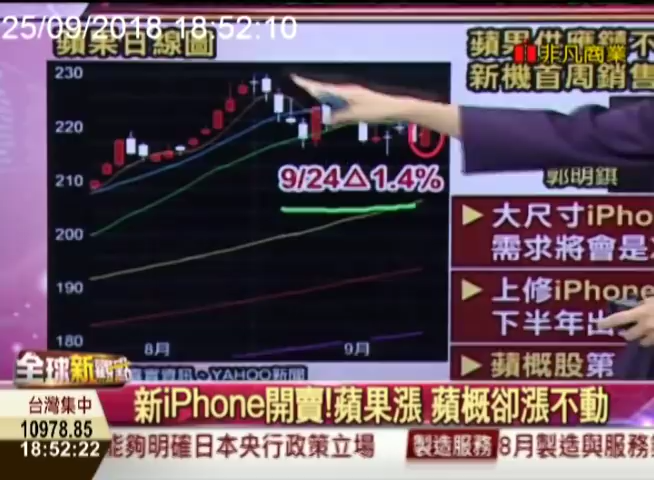 25/09/2018 18:52:10
蘋果日線圖
蘋果供應鏈不
非凡商業
新機首周銷售
230
220
210
200
190
180
9/24△1.4%
郭明錤
8月
9月
▶大尺寸iPho
需求將會是
▶上修iPhone
下半年出
▶蘋概股第
資訊、YAHOO新聞
全球新觀點
新iPhone開賣!蘋果漲 蘋概卻漲不動
台灣集中
10978.85
18:52:22
能夠明確日本央行政策立場
製造服務
8月製造與服務